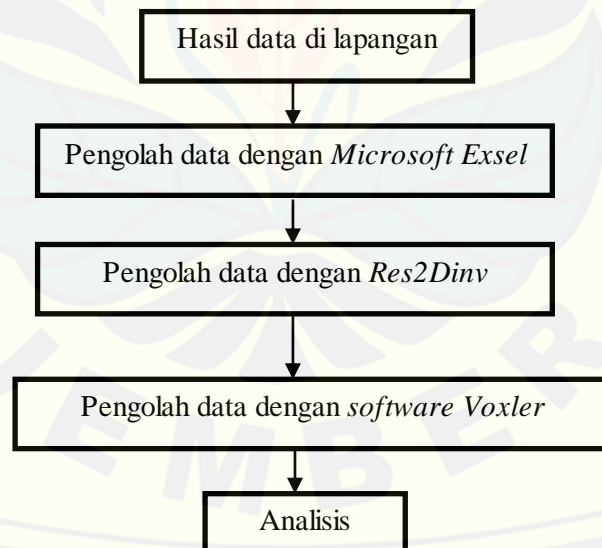 Hasil data di lapangan
Pengolah data dengan Microsoft Exsel
Pengolah data dengan Res2Dinv
Pengolah data dengan software Voxler
JEMBER
Analisis